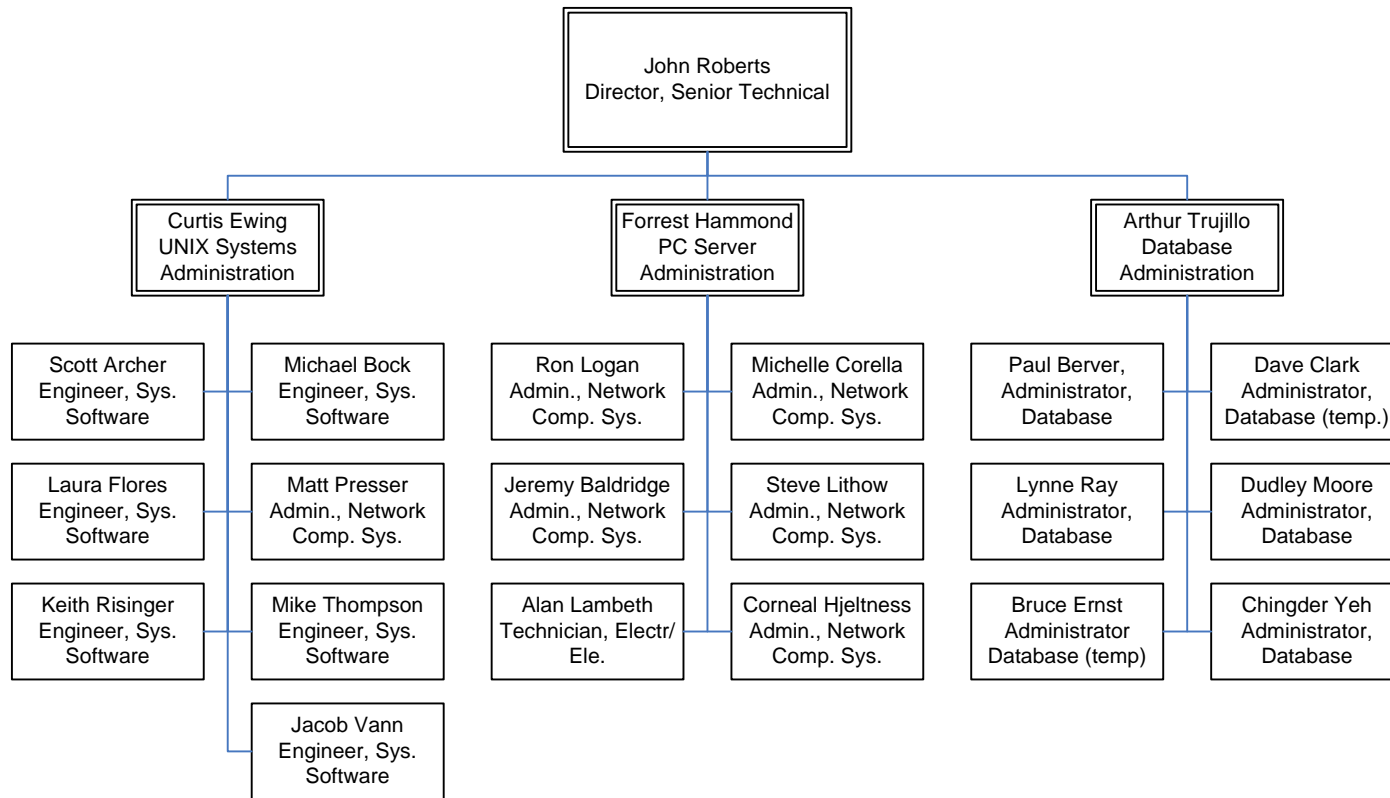 John Roberts
Director, Senior Technical
Curtis Ewing
UNIX Systems
Administration
Forrest Hammond
PC Server
Administration
Arthur Trujillo
Database
Administration
Scott Archer
Engineer, Sys.
Software
Michael Bock
Engineer, Sys.
Software
Ron Logan
Admin., Network
Comp. Sys.
Michelle Corella
Admin., Network
Comp. Sys.
Paul Berver,
Administrator,
Database
Dave Clark
Administrator,
Database (temp.)
Laura Flores
Engineer, Sys.
Software
Matt Presser
Admin., Network
Comp. Sys.
Jeremy Baldridge
Admin., Network
Comp. Sys.
Steve Lithow
Admin., Network
Comp. Sys.
Lynne Ray
Administrator,
Database
Dudley Moore
Administrator,
Database
Keith Risinger
Engineer, Sys.
Software
Mike Thompson
Engineer, Sys.
Software
Alan Lambeth
Technician, Electr/
Ele.
Corneal Hjeltness
Admin., Network
Comp. Sys.
Bruce Ernst
Administrator
Database (temp)
Chingder Yeh
Administrator,
Database
Jacob Vann
Engineer, Sys.
Software